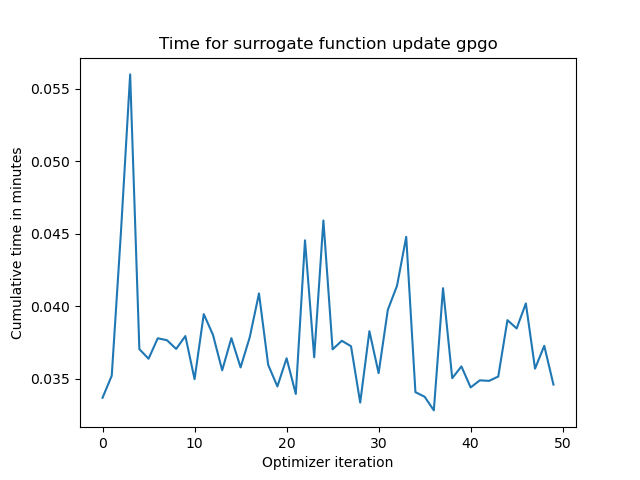 Time for surrogate function update gpgo
Cumulative time in minutes
0.055
0.050
0.045
0.040
0.035
0 10 20 30 40 50
Optimizer iteration